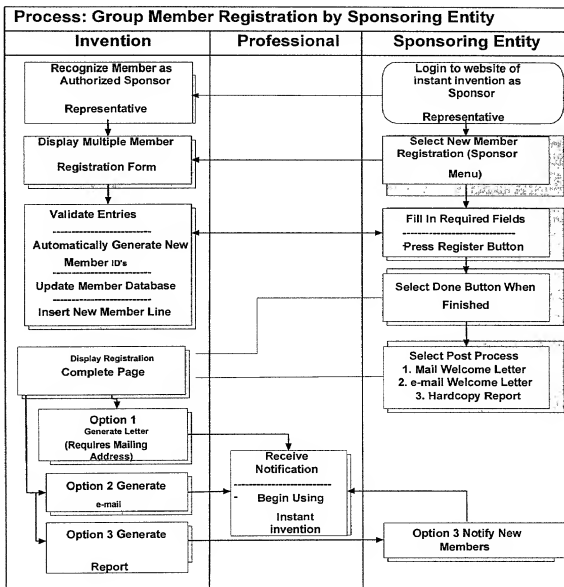 Process: Group Member Registration by Sponsoring Entity
Invention
Professional
Sponsoring Entity
Recognize Member as
Authorized Sponsor
Representative
Login to website of
instant invention as
Sponsor
Representative
Display Multiple Member
Registration Form
Select New Member
Registration (Sponsor
Menu)
Validate Entries
Automatically Generate New
Member ID's
Update Member Database
Insert New Member Line
Fill In Required Fields
Press Register Button
Select Done Button When
Finished
Display Registration
Complete Page
Select Post Process
1. Mail Welcome Letter
2. e-mail Welcome Letter
3. Hardcopy Report
Option 1
Generate Letter
(Requires Mailing
Address)
Receive
Notification
Begin Using
Instant
invention
Option 2 Generate
e-mail
Option 3 Generate
Report
Option 3 Notify New
Members